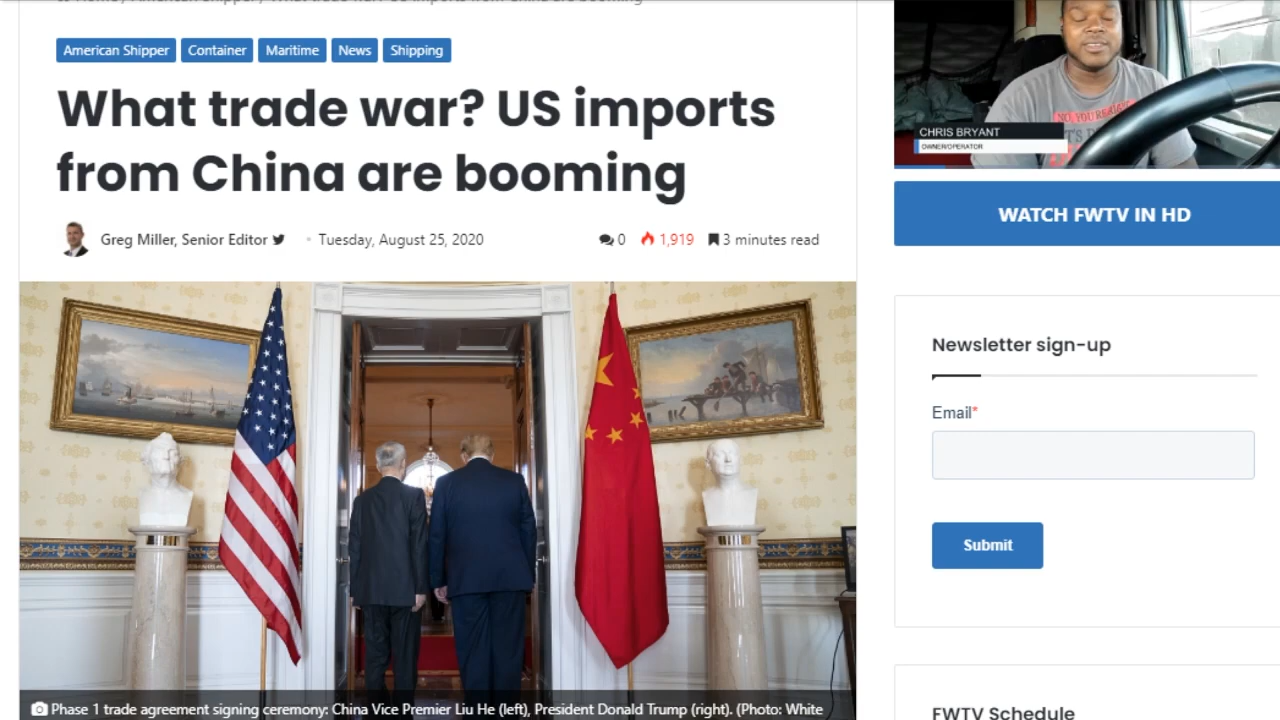 American Shipper Container Maritime News Shipping
What trade war? US imports
from China are booming
Greg Miller, Senior Editor • Tuesday, August 25, 2020 0 1,919 3 minutes read
Phase 1 trade agreement signing ceremony: China Vice Premier Liu He (left), President Donald Trump (right). (Photo: White
CHRIS BRYANT
OWNER/OPERATOR
WATCH FWTV IN HD
Newsletter sign-up
Email*
Submit
FWTV Schedule